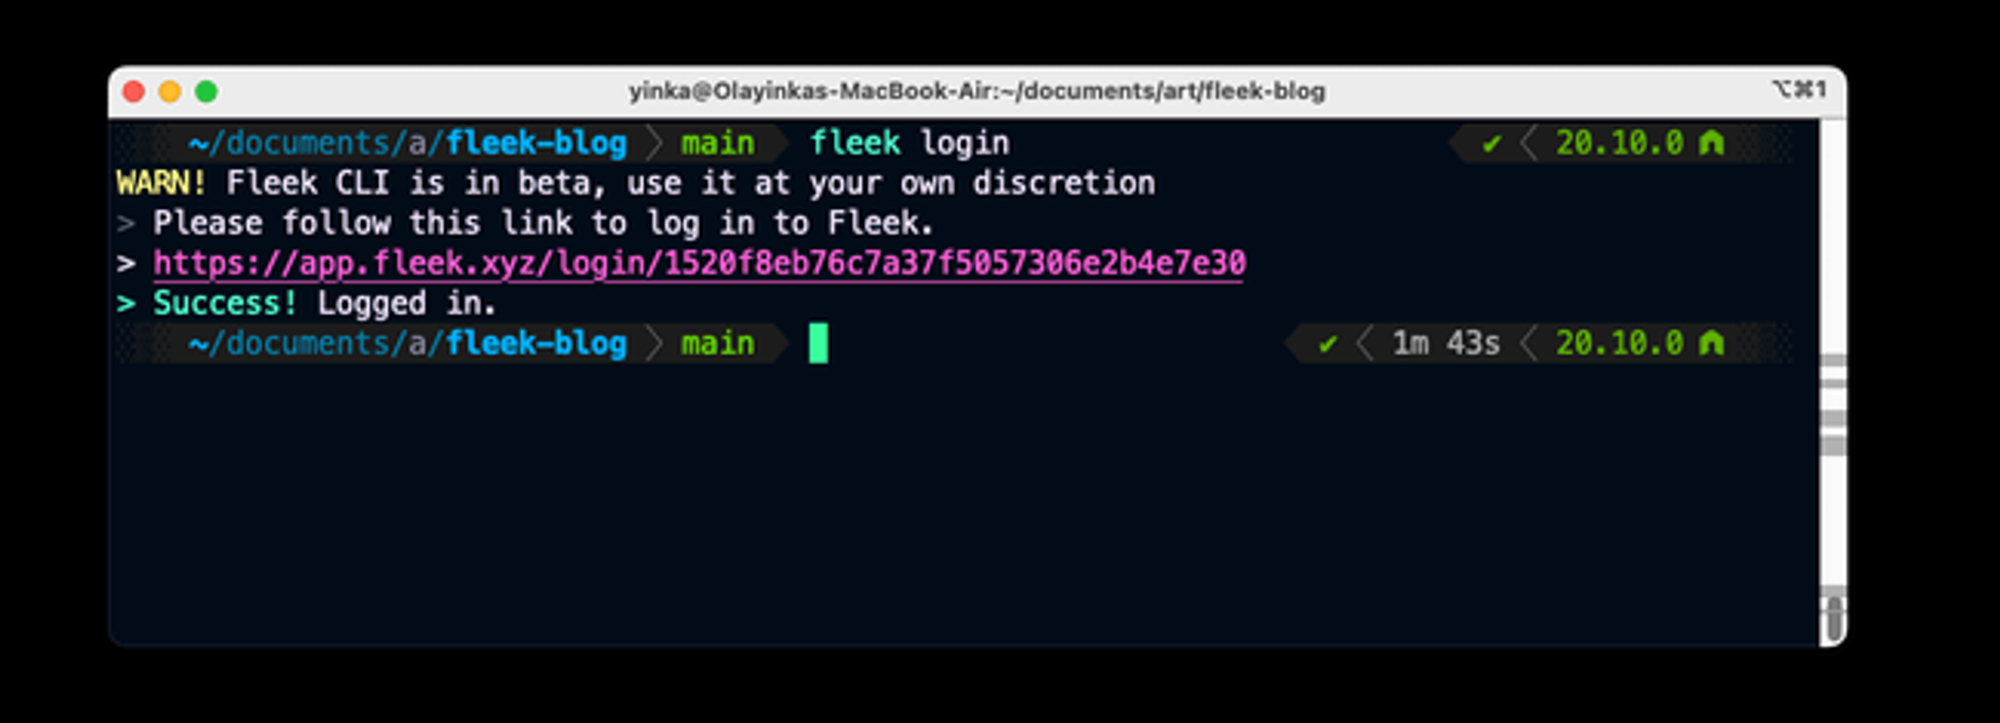 yinka@Olayinkas-MacBook-Air:~/documents/art/fleek-blog ⌥⌘1
~/documents/a/fleek-blog main fleek login ✔ 20.10.0
WARN! Fleek CLI is in beta, use it at your own discretion
> Please follow this link to log in to Fleek.
> https://app.fleek.xyz/login/1520f8eb76c7a37f5057306e2b4e7e30
> Success! Logged in.
~/documents/a/fleek-blog main ✔ 1m 43s 20.10.0